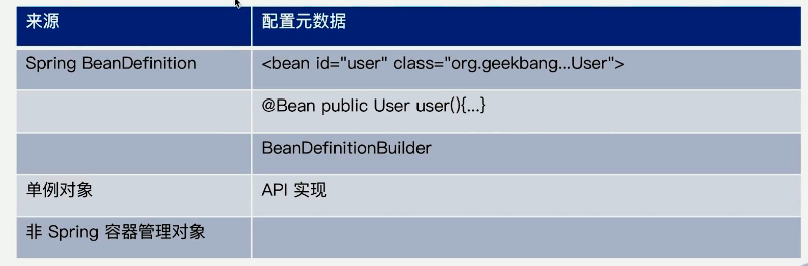 来源 配置元数据
Spring BeanDefinition <bean id="user" class="org.geekbang...User">
@Bean public User user(){...}
BeanDefinitionBuilder
单例对象 API 实现
非 Spring 容器管理对象